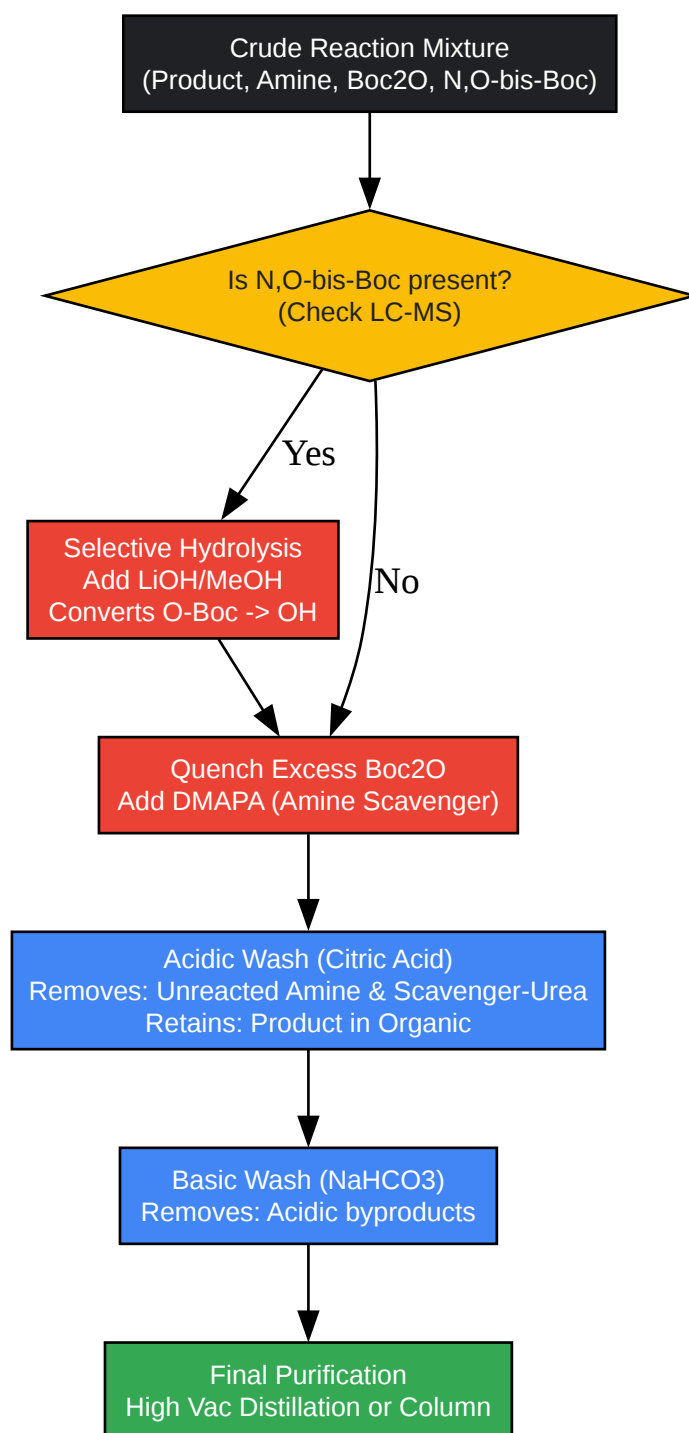 Crude Reaction Mixture
(Product, Amine, Boc2O, N,O-bis-Boc)
Is N,O-bis-Boc present?
(Check LC-MS)
Yes
No
Selective Hydrolysis
Add LiOH/MeOH
Converts O-Boc -> OH
Quench Excess Boc2O
Add DMAPA (Amine Scavenger)
Acidic Wash (Citric Acid)
Removes: Unreacted Amine & Scavenger-Urea
Retains: Product in Organic
Basic Wash (NaHCO3)
Removes: Acidic byproducts
Final Purification
High Vac Distillation or Column